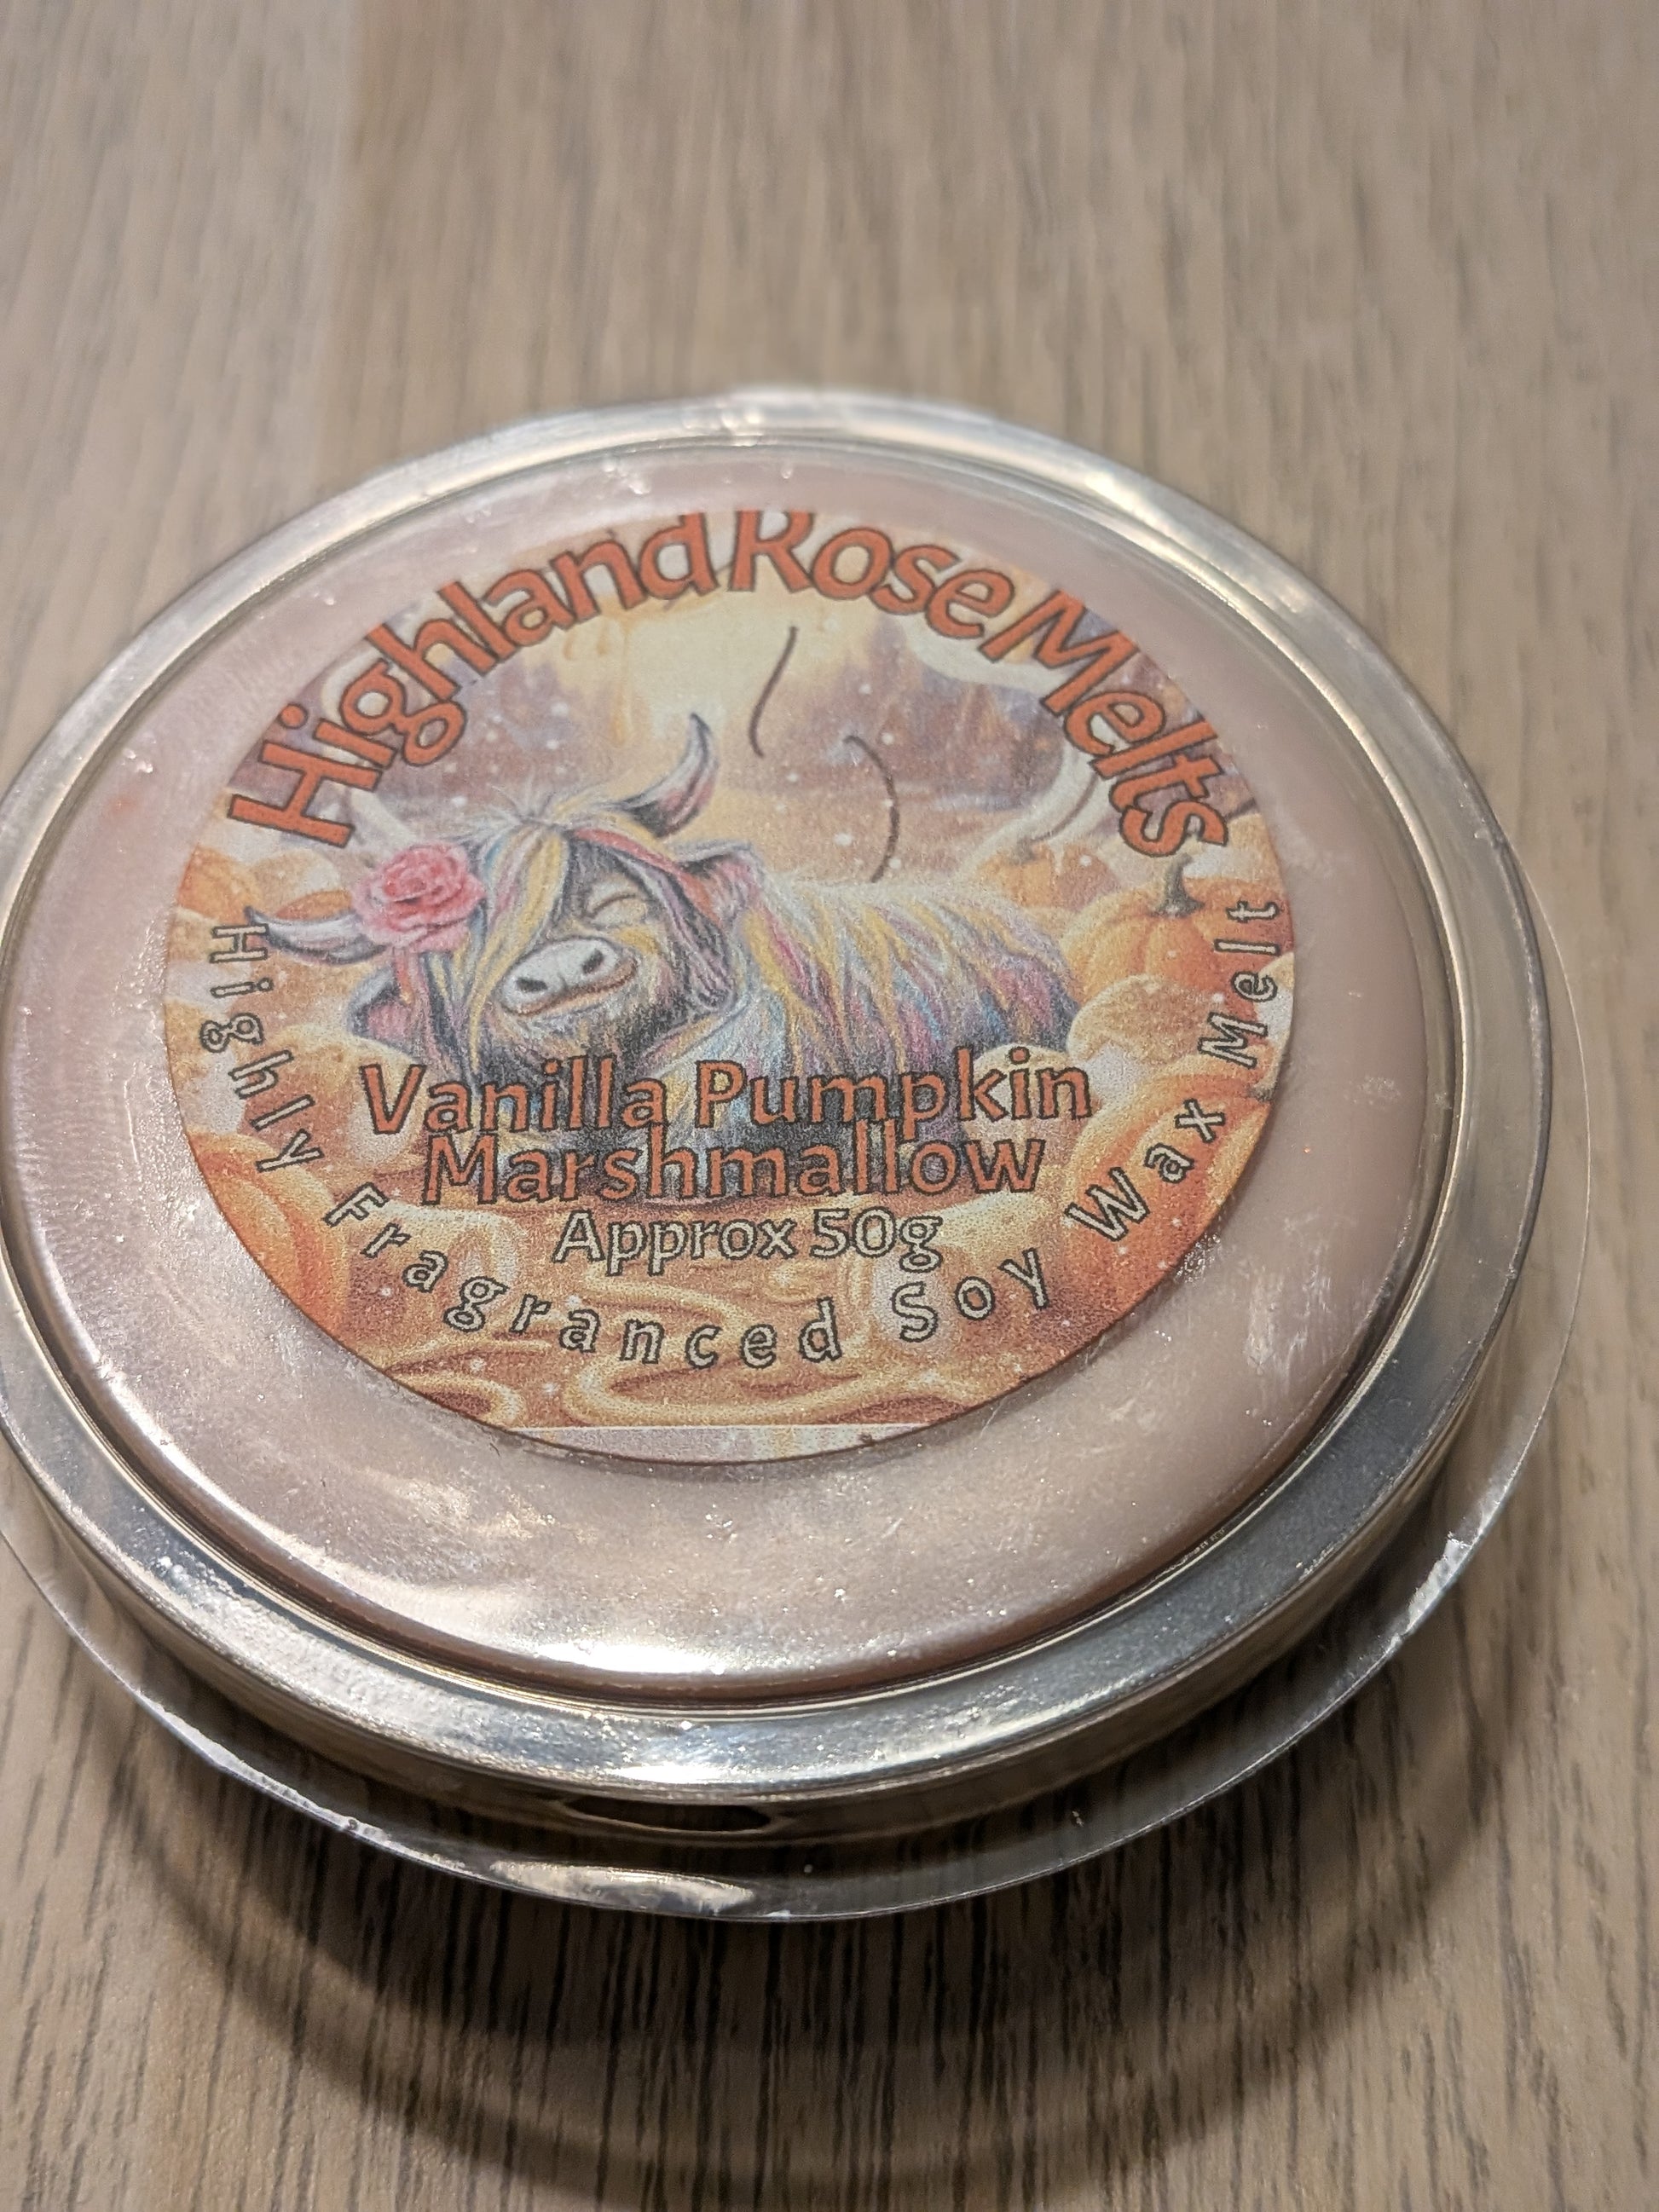 Highland Rose Melts
Vanilla Pumpkin
Marshmallow
Approx 50g
Highly Fragranced Soy Wax Melt